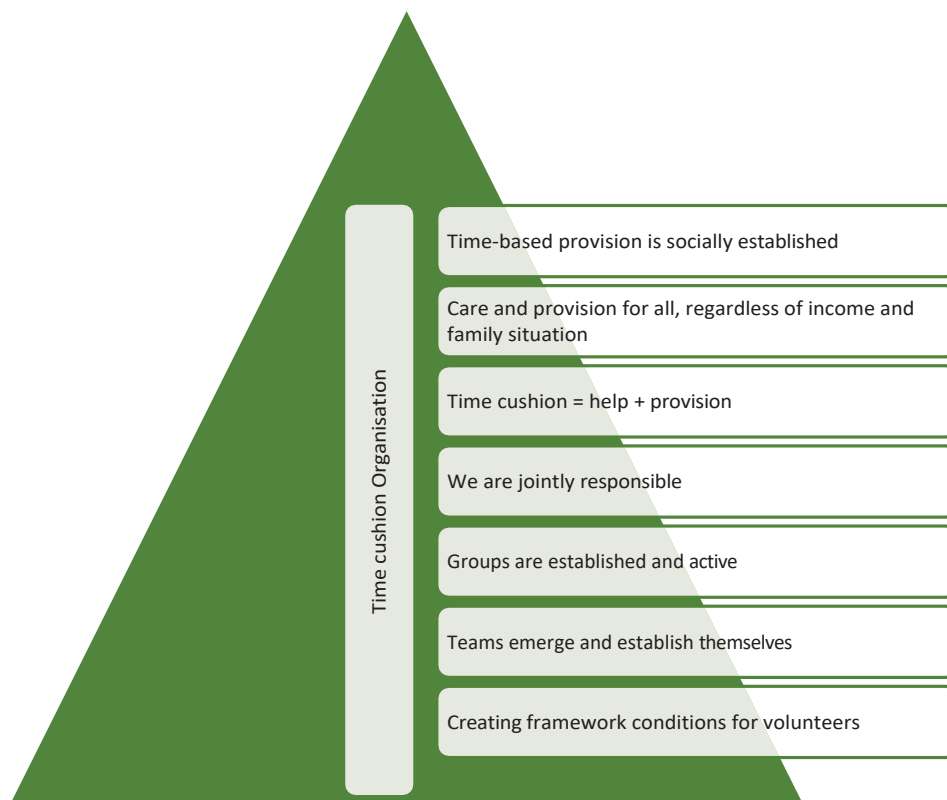 Time cushion Organisation
Time-based provision is socially established
Care and provision for all, regardless of income and
family situation
Time cushion = help + provision
We are jointly responsible
Groups are established and active
Teams emerge and establish themselves
Creating framework conditions for volunteers